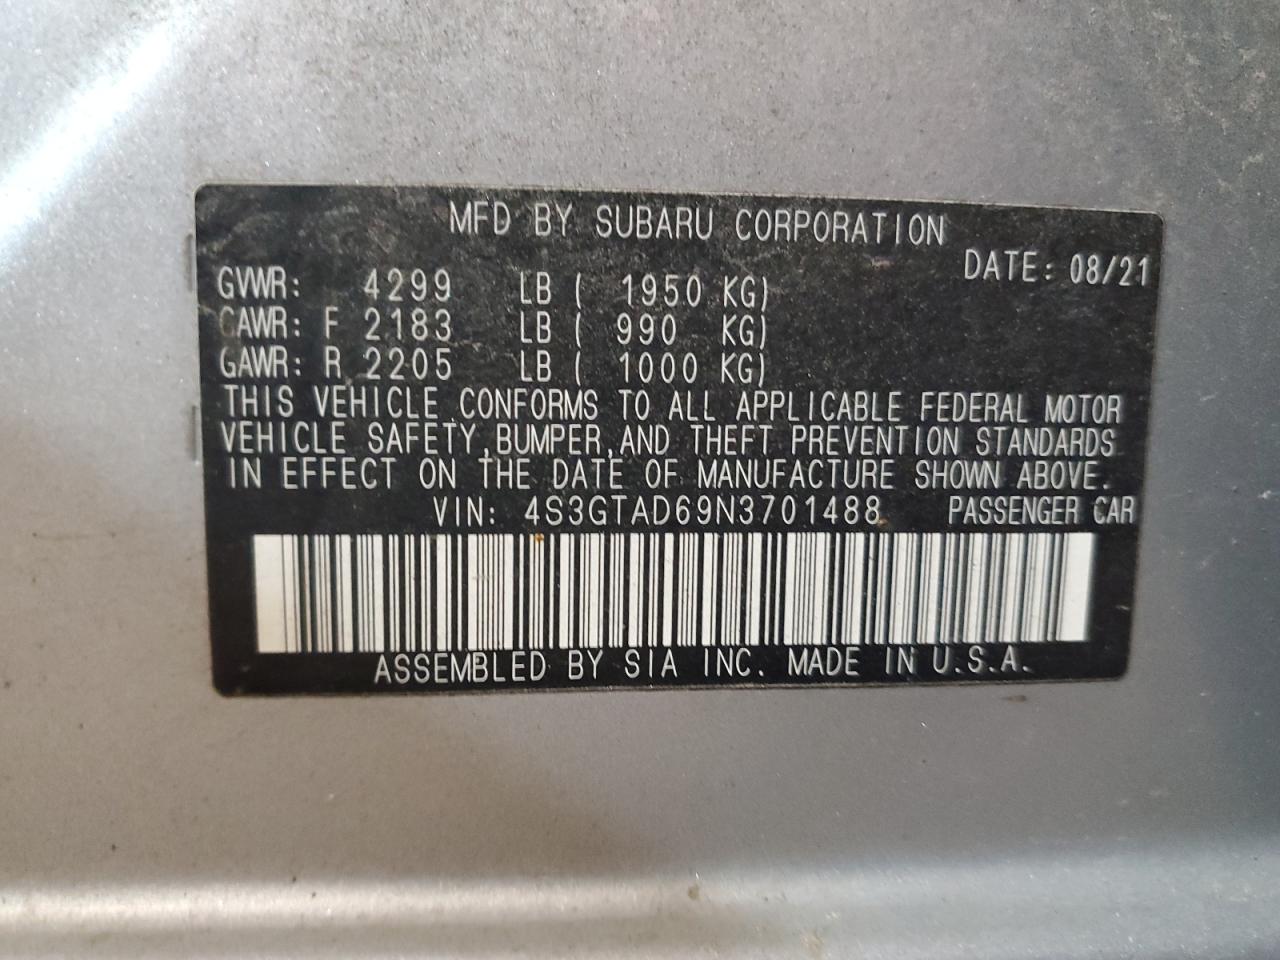 MFD BY SUBARU CORPORATION
DATE: 08/21
GVWR: 4299 LB ( 1950 KG)
GAWR: F 2183 LB ( 990 KG)
GAWR: R 2205 LB ( 1000 KG)
THIS VEHICLE CONFORMS TO ALL APPLICABLE FEDERAL MOTOR
VEHICLE SAFETY,BUMPER,AND THEFT PREVENTION STANDARDS
IN EFFECT ON THE DATE OF MANUFACTURE SHOWN ABOVE.
VIN: 4S3GTAD69N3701488 PASSENGER CAR
ASSEMBLED BY SIA INC. MADE IN U.S.A.